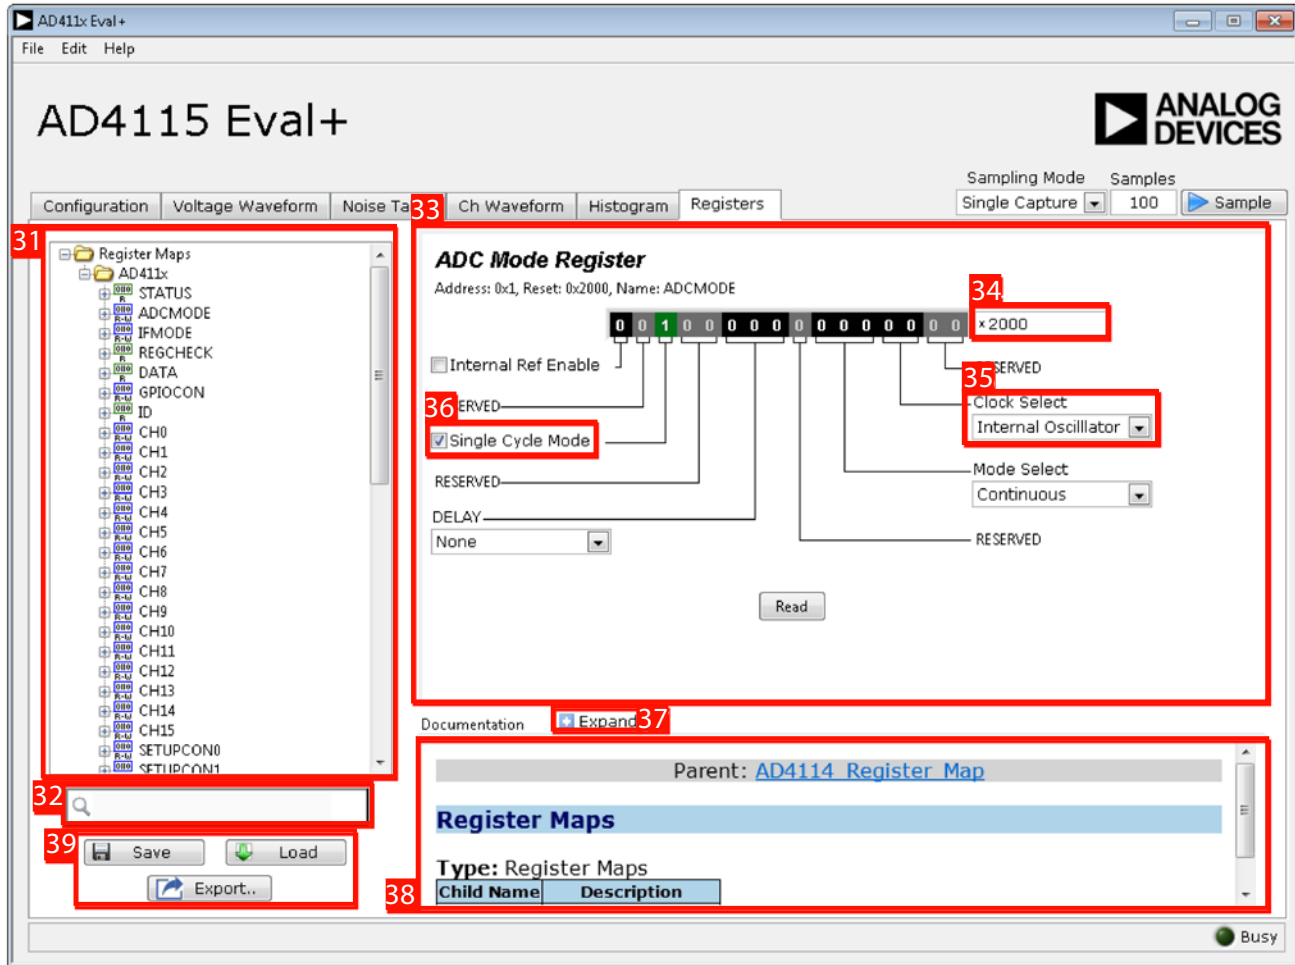 AD411x Eval+
File Edit Help
AD4115 Eval+
ANALOG
DEVICES
Sampling Mode Samples
Single Capture 100 Sample
Configuration Voltage Waveform Noise Ta Ch Waveform Histogram Registers
33
31
Register Maps
AD411x
STATUS
ADCMODE
IFMODE
REGCHECK
DATA
GPIOCON
ID
CH0
CH1
CH2
CH3
CH4
CH5
CH6
CH7
CH8
CH9
CH10
CH11
CH12
CH13
CH14
CH15
SETUPCON0
SETUPCON1
32
39
Save Load
Export..
ADC Mode Register
Address: 0x1, Reset: 0x2000, Name: ADCMODE
34
0 0 1 0 0 0 0 0 0 0 0 0 0 0 0 0 x 2000
Internal Ref Enable
RESERVED
35
36
ERVED
Clock Select
Internal Oscilllator
Single Cycle Mode
Mode Select
Continuous
RESERVED
DELAY
None
RESERVED
Read
Documentation Expand 37
Parent: AD4114 Register Map
Register Maps
Type: Register Maps
38
Child Name Description
Busy